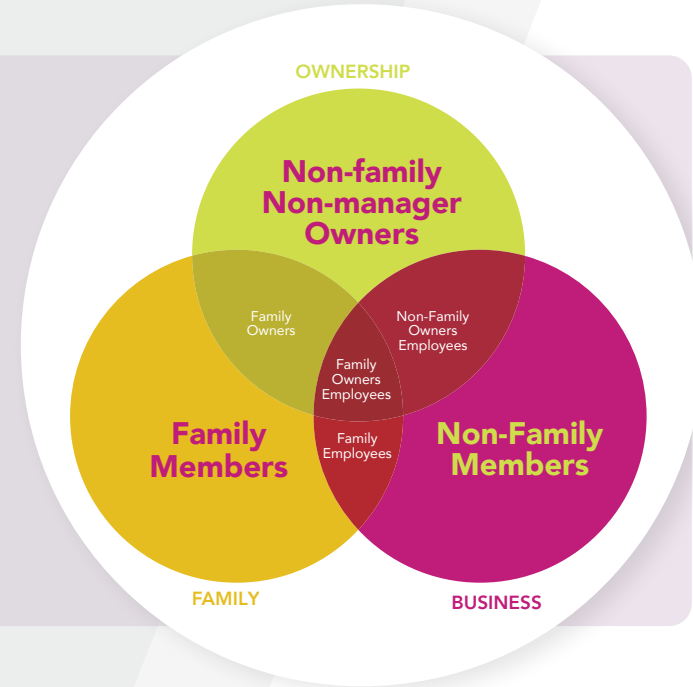 OWNERSHIP
Non-family
Non-manager
Owners
Family
Owners
Non-Family
Owners
Employees
Family
Owners
Employees
Family
Members
Family
Employees
Non-Family
Members
FAMILY
BUSINESS